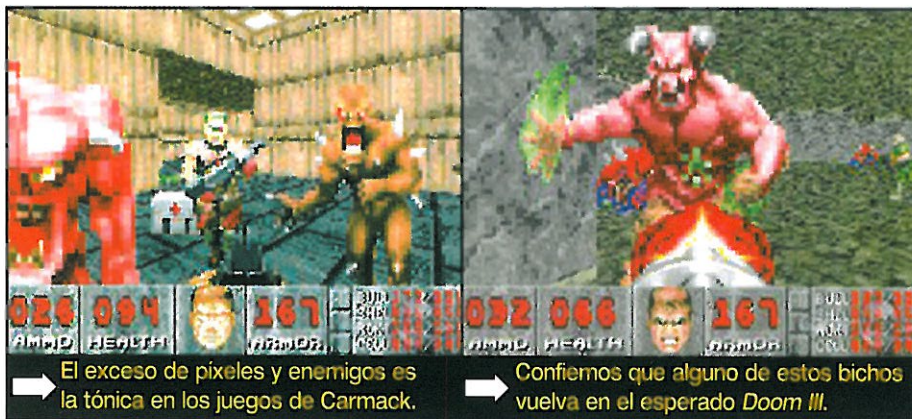 026 094 167
AMMO HEALTH ARMOR
El exceso de píxeles y enemigos es
la tónica en los juegos de Carmack.
032 066 167
AMMO HEALTH ARMOR
Confiemos que alguno de estos bichos
vuelva en el esperado Doom III.